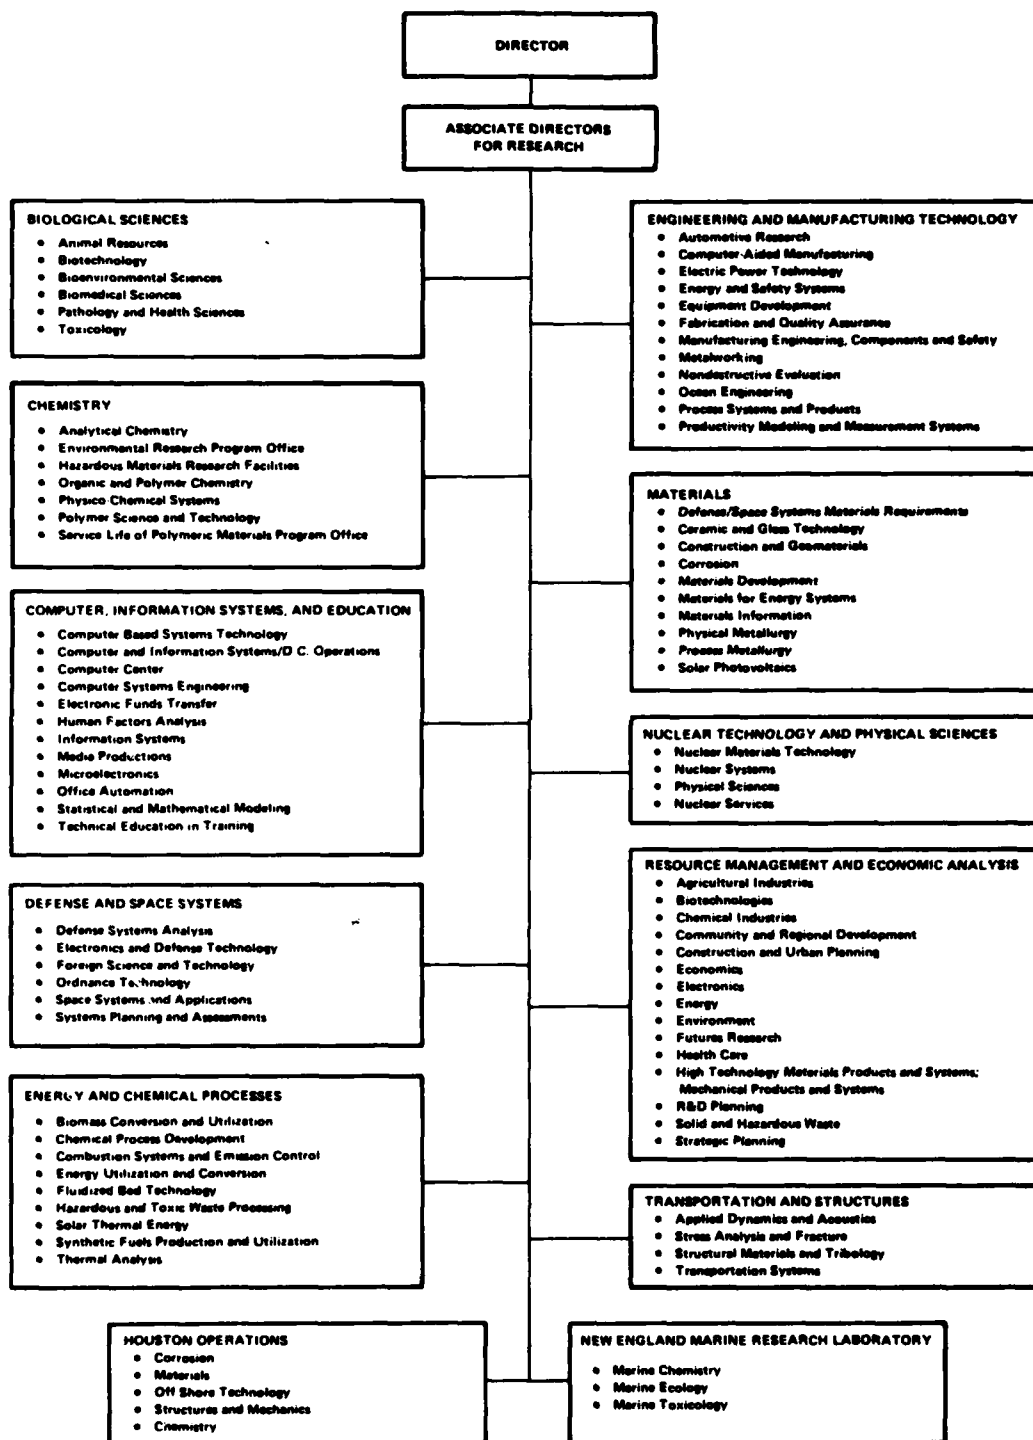 DIRECTOR
ASSOCIATE DIRECTORS
FOR RESEARCH
BIOLOGICAL SCIENCES
• Animal Resources
• Biotechnology
• Bioenvironmental Sciences
• Biomedical Sciences
• Pathology and Health Sciences
• Toxicology
CHEMISTRY
• Analytical Chemistry
• Environmental Research Program Office
• Hazardous Materials Research Facilities
• Organic and Polymer Chemistry
• Physico-Chemical Systems
• Polymer Science and Technology
• Service Life of Polymeric Materials Program Office
COMPUTER, INFORMATION SYSTEMS, AND EDUCATION
• Computer Based Systems Technology
• Computer and Information Systems/D.C. Operations
• Computer Center
• Computer Systems Engineering
• Electronic Funds Transfer
• Human Factors Analysis
• Information Systems
• Media Productions
• Microelectronics
• Office Automation
• Statistical and Mathematical Modeling
• Technical Education in Training
DEFENSE AND SPACE SYSTEMS
• Defense Systems Analysis
• Electronics and Defense Technology
• Foreign Science and Technology
• Ordnance Technology
• Space Systems and Applications
• Systems Planning and Assessments
ENERGY AND CHEMICAL PROCESSES
• Biomass Conversion and Utilization
• Chemical Process Development
• Combustion Systems and Emission Control
• Energy Utilization and Conversion
• Fluidized Bed Technology
• Hazardous and Toxic Waste Processing
• Solar Thermal Energy
• Synthetic Fuels Production and Utilization
• Thermal Analysis
ENGINEERING AND MANUFACTURING TECHNOLOGY
• Automotive Research
• Computer-Aided Manufacturing
• Electric Power Technology
• Energy and Safety Systems
• Equipment Development
• Fabrication and Quality Assurance
• Manufacturing Engineering, Components and Safety
• Metalworking
• Nondestructive Evaluation
• Ocean Engineering
• Process Systems and Products
• Productivity Modeling and Measurement Systems
MATERIALS
• Defense/Space Systems Materials Requirements
• Ceramic and Glass Technology
• Construction and Geomaterials
• Corrosion
• Materials Development
• Materials for Energy Systems
• Materials Information
• Physical Metallurgy
• Process Metallurgy
• Solar Photovoltaics
NUCLEAR TECHNOLOGY AND PHYSICAL SCIENCES
• Nuclear Materials Technology
• Nuclear Systems
• Physical Sciences
• Nuclear Services
RESOURCE MANAGEMENT AND ECONOMIC ANALYSIS
• Agricultural Industries
• Biotechnologies
• Chemical Industries
• Community and Regional Development
• Construction and Urban Planning
• Economics
• Electronics
• Energy
• Environment
• Futures Research
• Health Care
• High Technology Materials Products and Systems;
Mechanical Products and Systems
• R&D Planning
• Solid and Hazardous Waste
• Strategic Planning
TRANSPORTATION AND STRUCTURES
• Applied Dynamics and Acoustics
• Stress Analysis and Fracture
• Structural Materials and Tribology
• Transportation Systems
HOUSTON OPERATIONS
• Corrosion
• Materials
• Off Shore Technology
• Structures and Mechanics
• Chemistry
NEW ENGLAND MARINE RESEARCH LABORATORY
• Marine Chemistry
• Marine Ecology
• Marine Toxicology